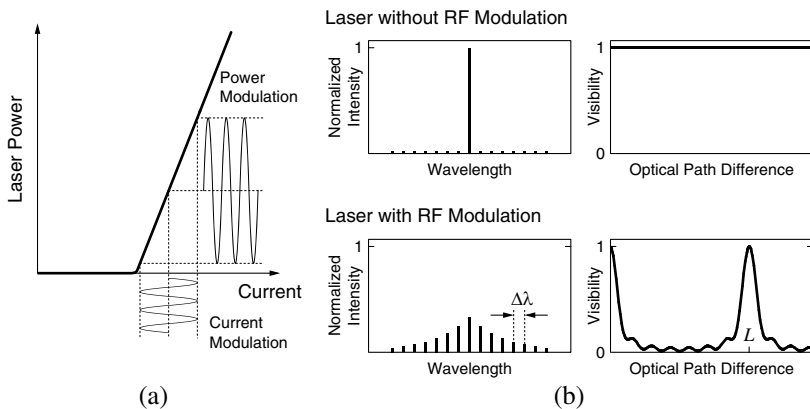 Laser Power
Power
Modulation
Current
Current
Modulation
(a)
Laser without RF Modulation
Normalized
Intensity
1
Wavelength
Visibility
1
0
Optical Path Difference
Laser with RF Modulation
Normalized
Intensity
1
Δλ
Wavelength
Visibility
1
0
L
Optical Path Difference
(b)